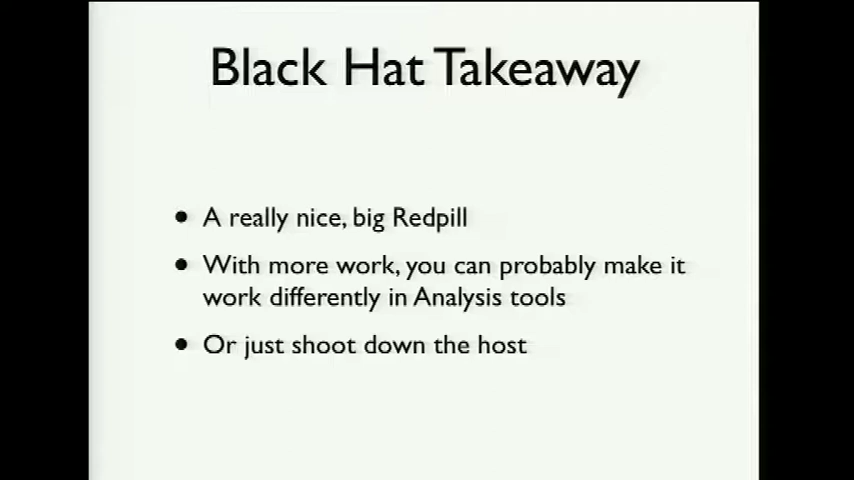 Black Hat Takeaway
• A really nice, big Redpill
• With more work, you can probably make it
work differently in Analysis tools
• Or just shoot down the host